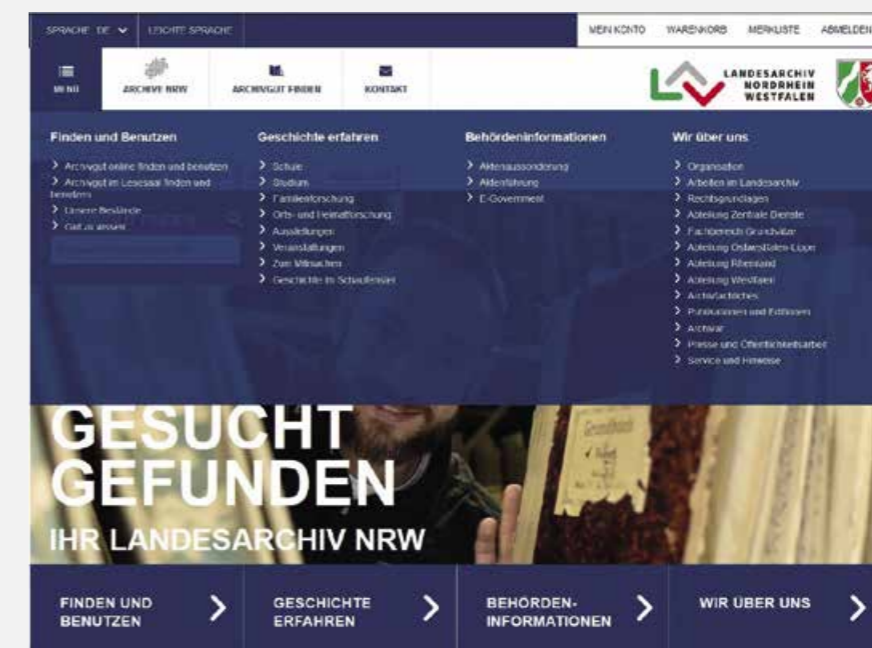 SPRACHE: DE
LEICHTE SPRACHE
MEIN KONTO
WARENKORB
MERKLISTE
ABMELDEN
MENÜ
ARCHIVE NRW
ARCHIVGUT FINDEN
KONTAKT
LANDESARCHIV
NORDRHEIN
WESTFALEN
Finden und Benutzen
Archivgut online finden und benutzen
Archivgut im Lesesaal finden und
benutzen
Unsere Bestände
Gut zu wissen
Geschichte erfahren
Schule
Studium
Familienforschung
Orts- und Heimatforschung
Ausstellungen
Veranstaltungen
Zum Mitmachen
Geschichte im Schaufenster
Behördeninformationen
Aktenaussonderung
Aktenführung
E-Government
Wir über uns
Organisation
Arbeiten im Landesarchiv
Rechtsgrundlagen
Abteilung Zentrale Dienste
Fachbereich Grundsätze
Abteilung Ostwestfalen-Lippe
Abteilung Rheinland
Abteilung Westfalen
Archivfachliches
Publikationen und Editionen
Archivar
Presse und Öffentlichkeitsarbeit
Service und Hinweise
GESUCHT
GEFUNDEN
IHR LANDESARCHIV NRW
FINDEN UND
BENUTZEN
GESCHICHTE
ERFAHREN
BEHÖRDEN-
INFORMATIONEN
WIR ÜBER UNS